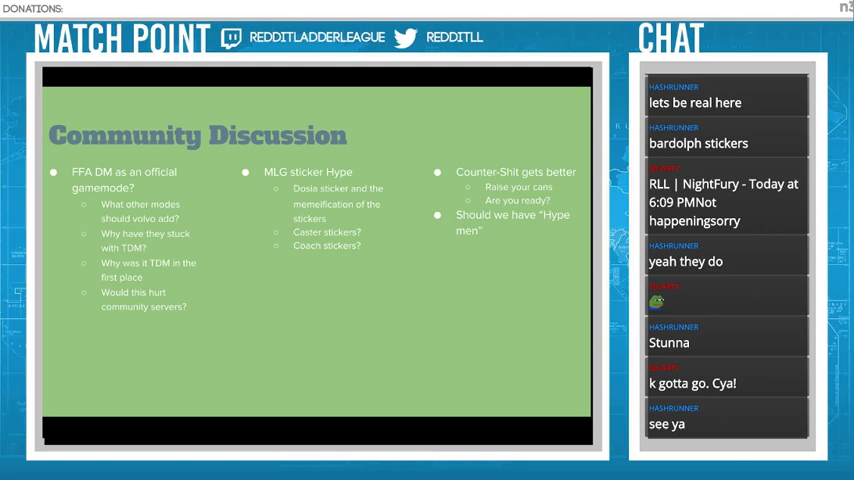 DONATIONS:
n3
MATCH POINT REDDITLADDERLEAGUE REDDITLL
CHAT
Community Discussion
● FFA DM as an official
gamemode?
○ What other modes
should volvo add?
○ Why have they stuck
with TDM?
○ Why was it TDM in the
first place
○ Would this hurt
community servers?
● MLG sticker Hype
○ Dosia sticker and the
memeification of the
stickers
○ Caster stickers?
○ Coach stickers?
● Counter-Shit gets better
○ Raise your cans
○ Are you ready?
● Should we have “Hype
men”
HASHRUNNER
lets be real here
HASHRUNNER
bardolph stickers
RLL | NightFury - Today at
6:09 PMNot
happeningsorry
HASHRUNNER
yeah they do
HASHRUNNER
Stunna
k gotta go. Cya!
HASHRUNNER
see ya